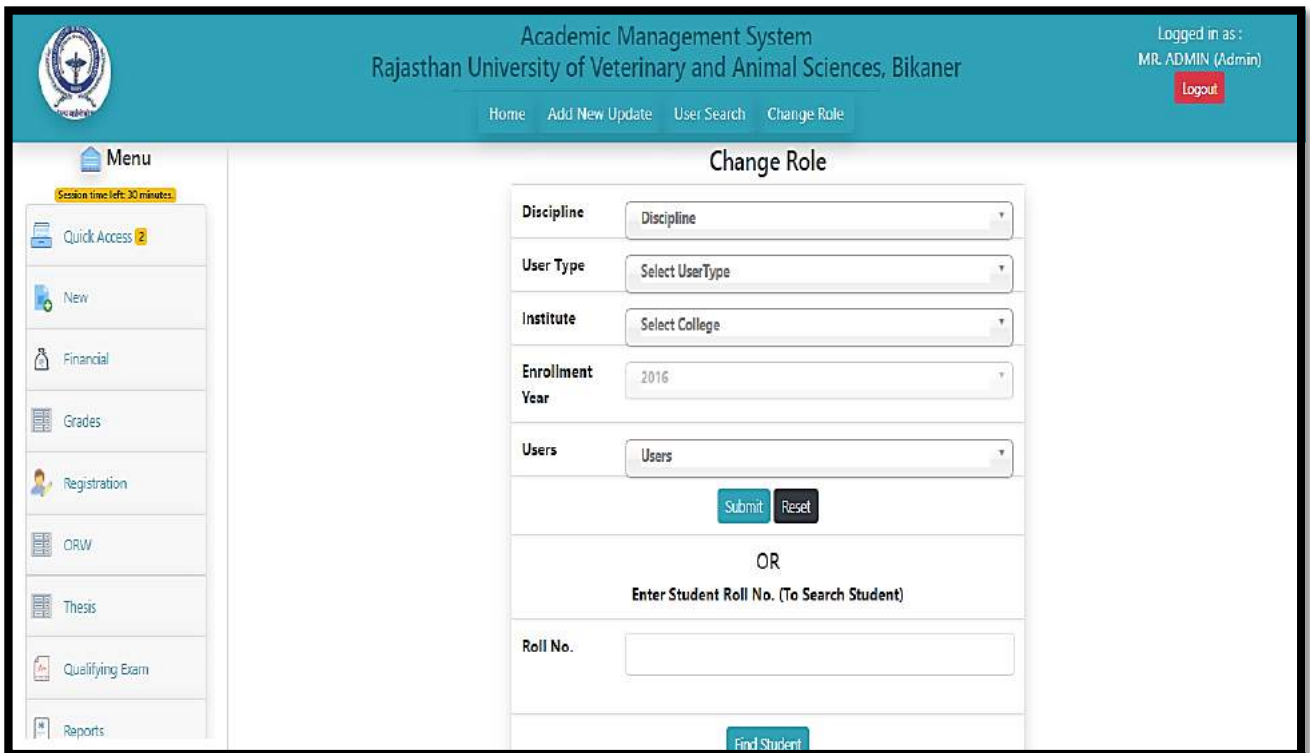 Academic Management System
Rajasthan University of Veterinary and Animal Sciences, Bikaner
Home Add New Update User Search Change Role
Logged in as :
MR. ADMIN (Admin)
Logout
Menu
Session time left: 30 minutes.
Quick Access 2
New
Financial
Grades
Registration
ORW
Thesis
Qualifying Exam
Reports
Change Role
Discipline Discipline
User Type Select UserType
Institute Select College
Enrollment Year 2016
Users Users
Submit Reset
OR
Enter Student Roll No. (To Search Student)
Roll No.
Find Student